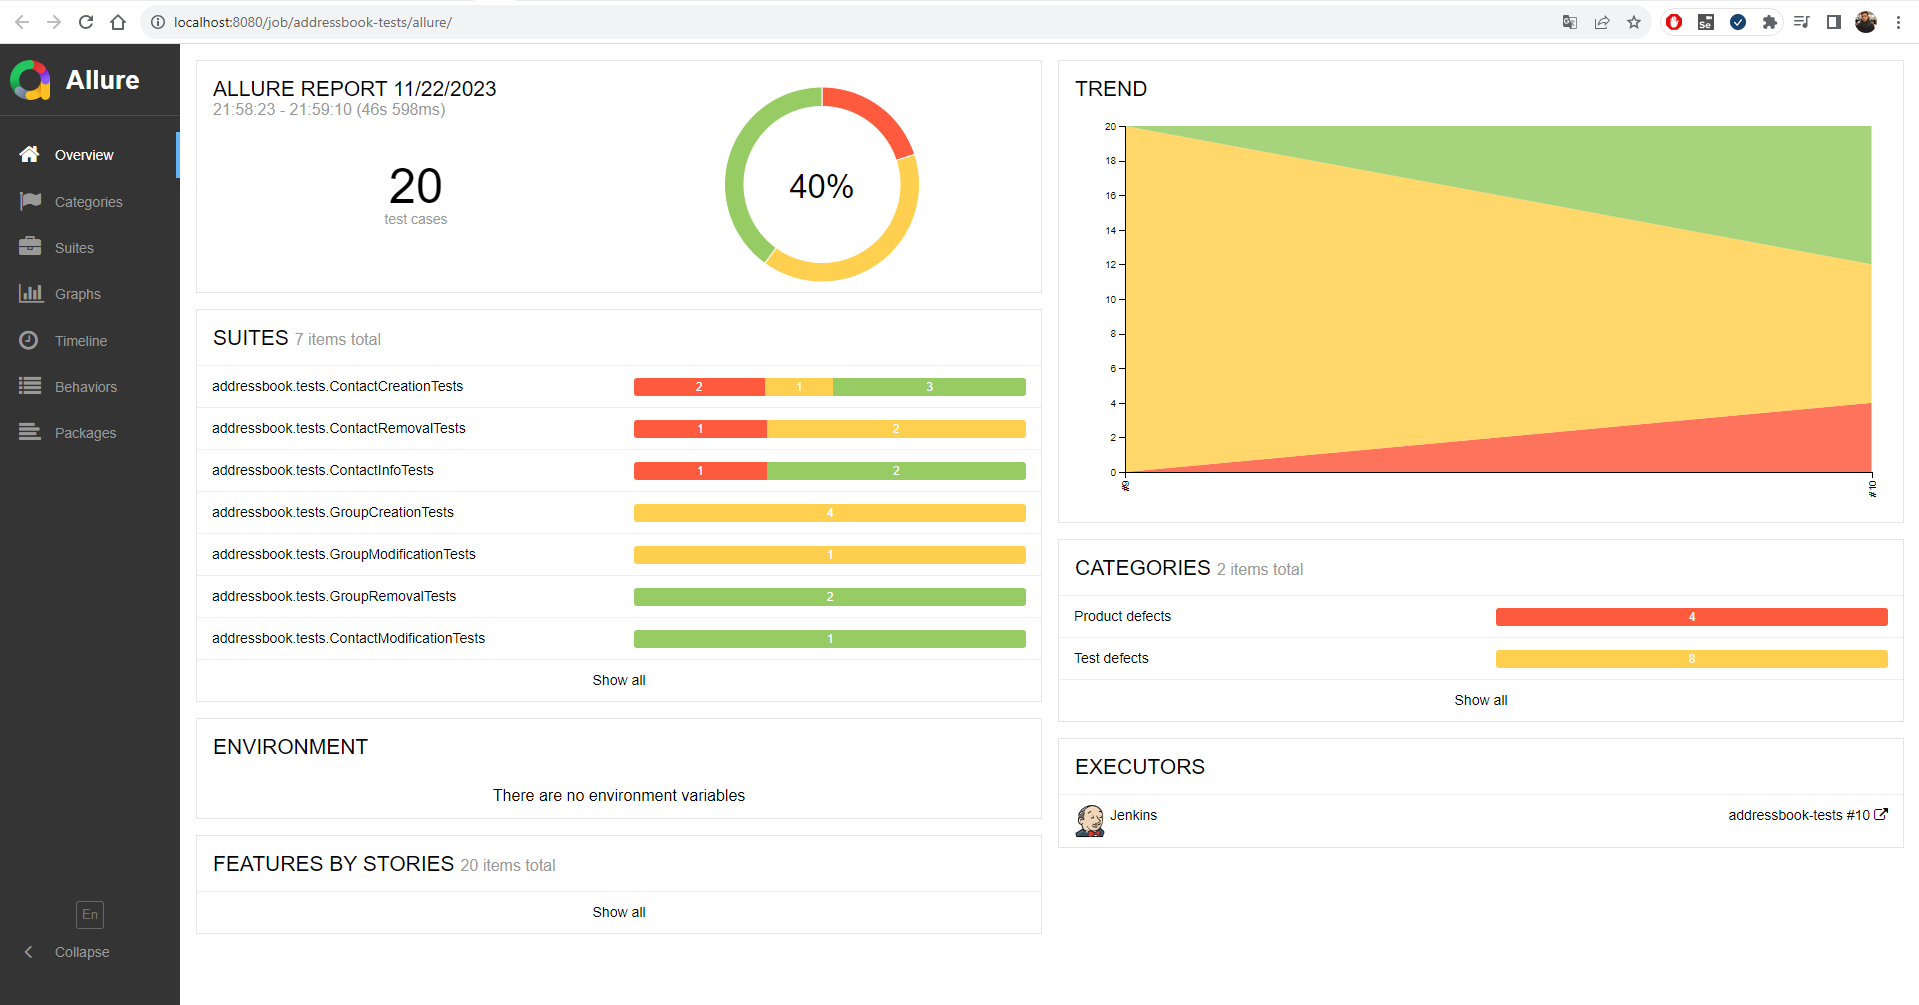 localhost:8080/job/addressbook-tests/allure/
Se
Allure
Overview
Categories
Suites
Graphs
Timeline
Behaviors
Packages
En
Collapse
ALLURE REPORT 11/22/2023
21:58:23 - 21:59:10 (46s 598ms)
20
test cases
40%
SUITES 7 items total
addressbook.tests.ContactCreationTests 2 1 3
addressbook.tests.ContactRemovalTests 1 2
addressbook.tests.ContactInfoTests 1 2
addressbook.tests.GroupCreationTests 4
addressbook.tests.GroupModificationTests 1
addressbook.tests.GroupRemovalTests 2
addressbook.tests.ContactModificationTests 1
Show all
ENVIRONMENT
There are no environment variables
FEATURES BY STORIES 20 items total
Show all
TREND
20
18
16
14
12
10
8
6
4
2
0
#9 #10
CATEGORIES 2 items total
Product defects 4
Test defects 8
Show all
EXECUTORS
Jenkins addressbook-tests #10